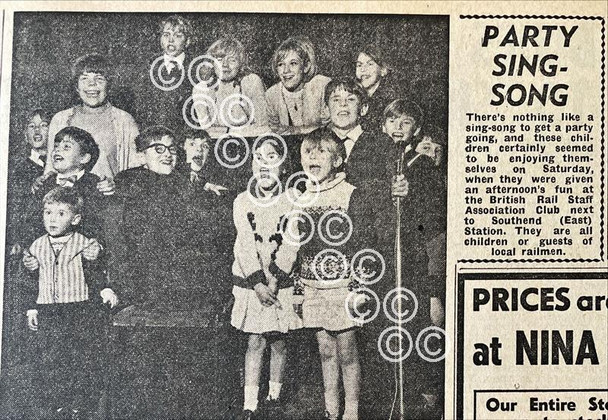 PARTY
SING-
SONG
There's nothing like a
sing-song to get a party
going, and these chil-
dren certainly seemed
to be enjoying them-
selves on Saturday,
when they were given
an afternoon's fun at
the British Rail Staff
Association Club next
to Southend (East)
Station. They are all
children or guests of
local railmen.
PRICES are
at NINA
Our Entire Sto